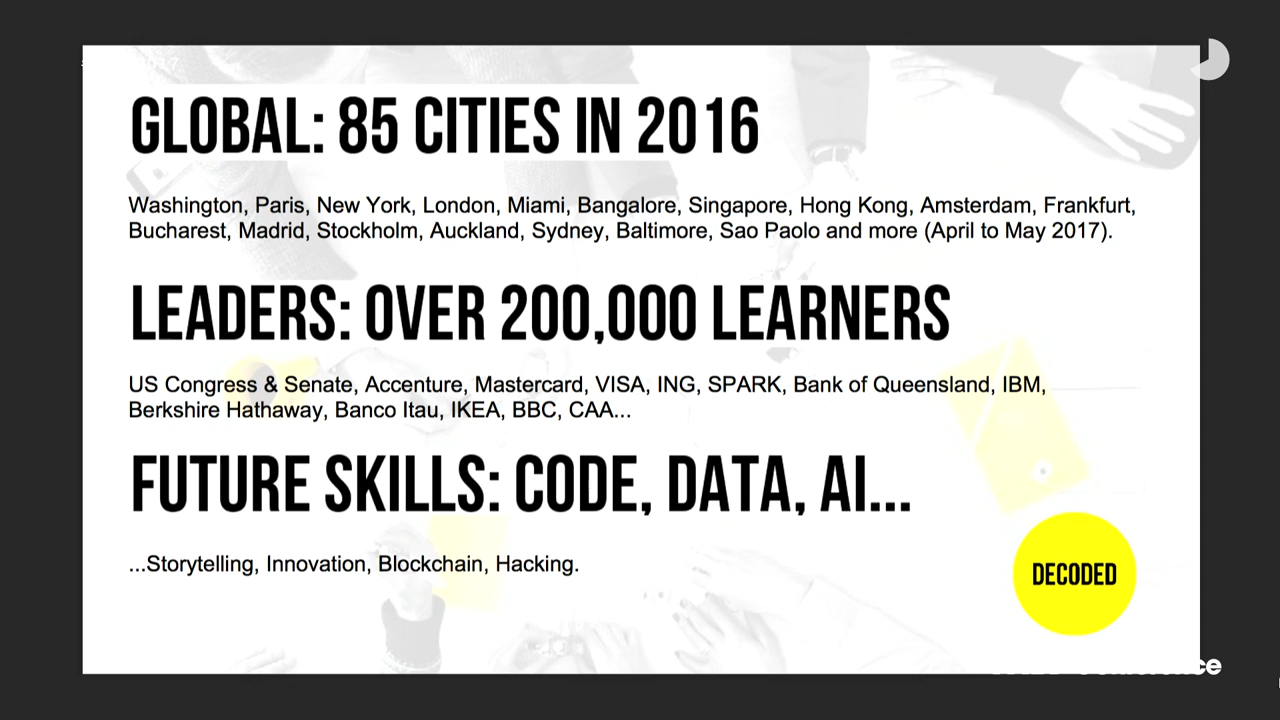 GLOBAL: 85 CITIES IN 2016
Washington, Paris, New York, London, Miami, Bangalore, Singapore, Hong Kong, Amsterdam, Frankfurt,
Bucharest, Madrid, Stockholm, Auckland, Sydney, Baltimore, Sao Paolo and more (April to May 2017).
LEADERS: OVER 200,000 LEARNERS
US Congress & Senate, Accenture, Mastercard, VISA, ING, SPARK, Bank of Queensland, IBM,
Berkshire Hathaway, Banco Itau, IKEA, BBC, CAA...
FUTURE SKILLS: CODE, DATA, AI...
...Storytelling, Innovation, Blockchain, Hacking.
DECODED